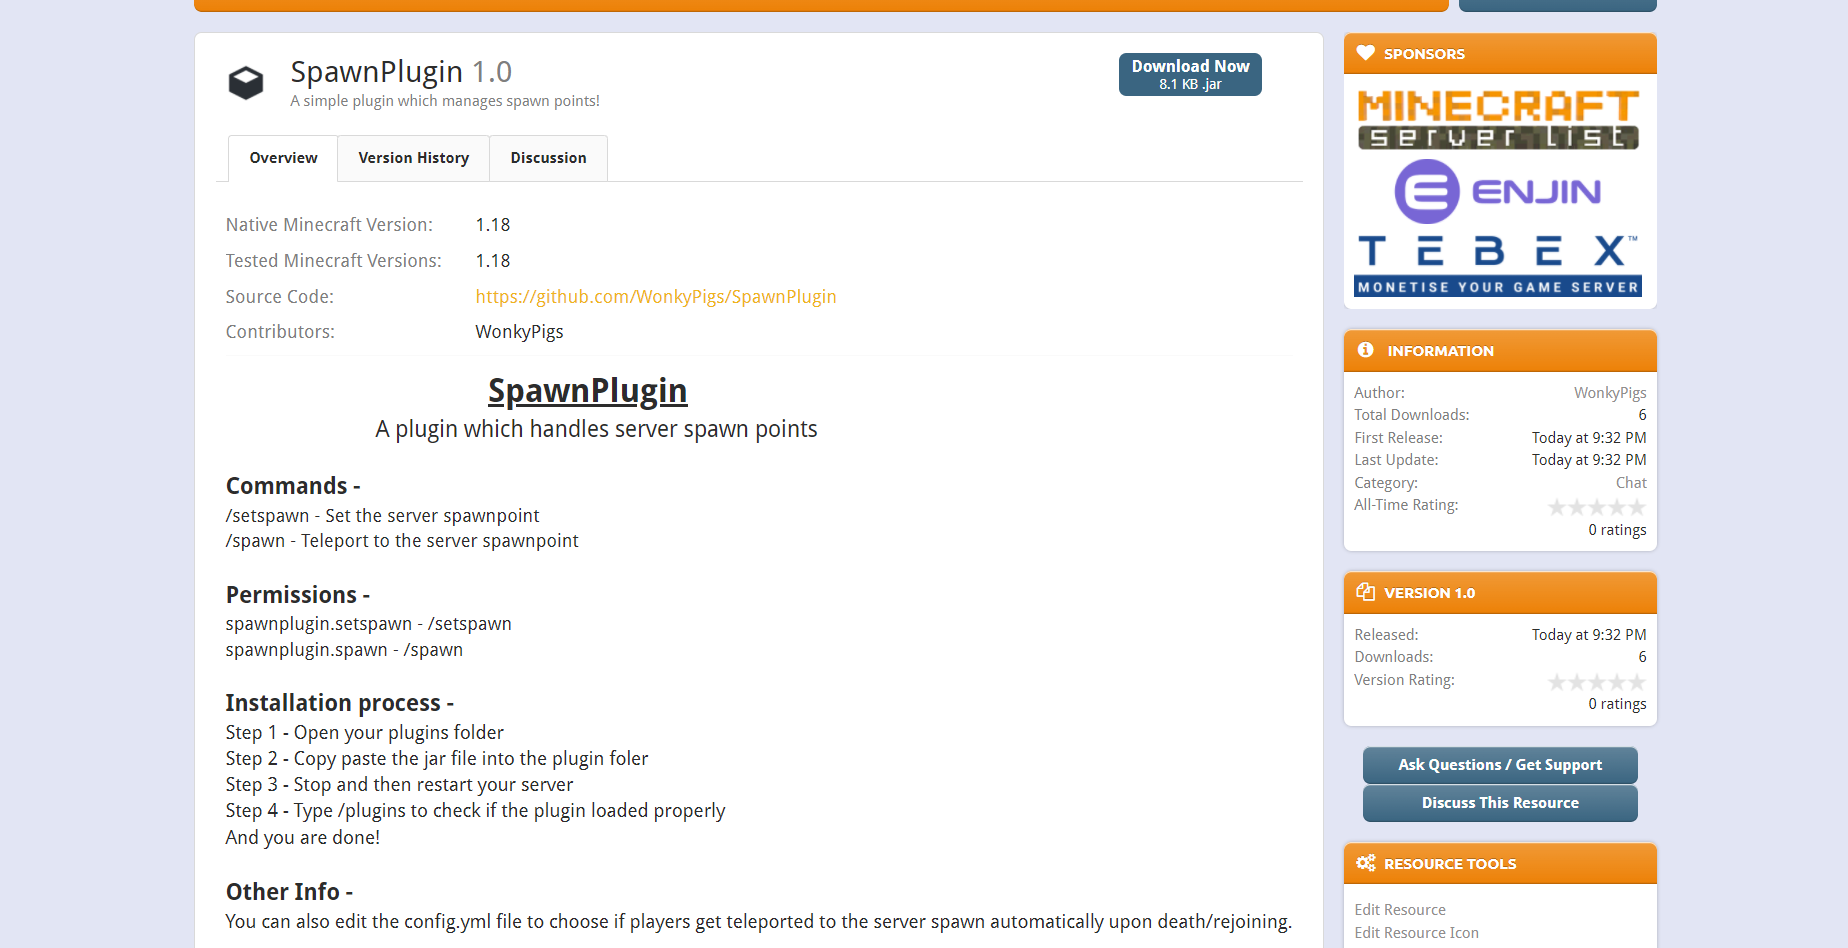 SpawnPlugin 1.0
A simple plugin which manages spawn points!
Download Now
8.1 KB .jar
Overview
Version History
Discussion
Native Minecraft Version: 1.18
Tested Minecraft Versions: 1.18
Source Code: https://github.com/WonkyPigs/SpawnPlugin
Contributors: WonkyPigs
SpawnPlugin
A plugin which handles server spawn points
Commands -
/setspawn - Set the server spawnpoint
/spawn - Teleport to the server spawnpoint
Permissions -
spawnplugin.setspawn - /setspawn
spawnplugin.spawn - /spawn
Installation process -
Step 1 - Open your plugins folder
Step 2 - Copy paste the jar file into the plugin foler
Step 3 - Stop and then restart your server
Step 4 - Type /plugins to check if the plugin loaded properly
And you are done!
Other Info -
You can also edit the config.yml file to choose if players get teleported to the server spawn automatically upon death/rejoining.
SPONSORS
MINECRAFT
server list
ENJIN
TEBEX™
MONETISE YOUR GAME SERVER
INFORMATION
Author: WonkyPigs
Total Downloads: 6
First Release: Today at 9:32 PM
Last Update: Today at 9:32 PM
Category: Chat
All-Time Rating:
0 ratings
VERSION 1.0
Released: Today at 9:32 PM
Downloads: 6
Version Rating:
0 ratings
Ask Questions / Get Support
Discuss This Resource
RESOURCE TOOLS
Edit Resource
Edit Resource Icon